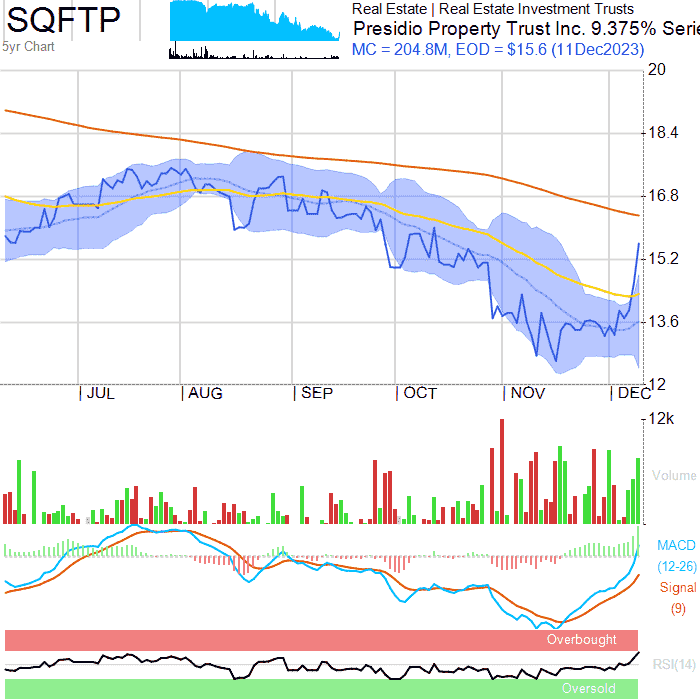 SQFTP
5yr Chart
Real Estate | Real Estate Investment Trusts
Presidio Property Trust Inc. 9.375% Serie
MC = 204.8M, EOD = $15.6 (11Dec2023)
20
18.4
16.8
15.2
13.6
12
JUL
AUG
SEP
OCT
NOV
DEC
12k
Volume
MACD
(12-26)
Signal
(9)
Overbought
RSI(14)
Oversold